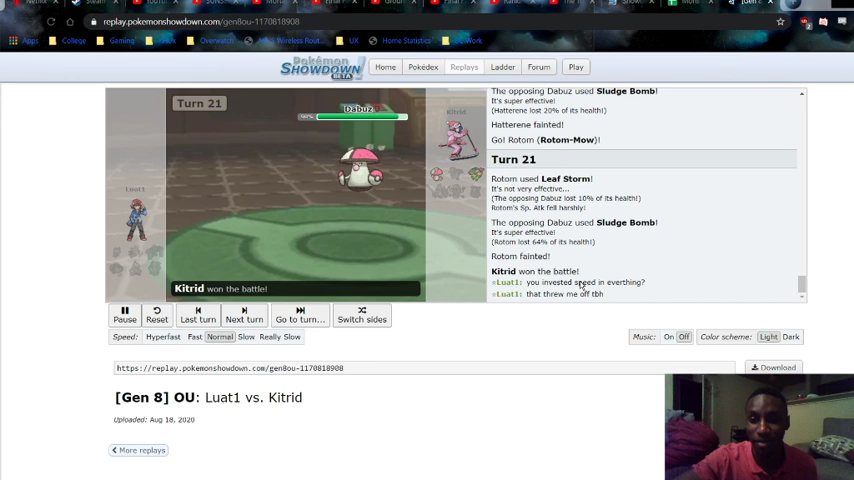 replay.pokemonshowdown.com/gen8ou-1170818908
Apps
College
Gaming
Overwatch
Wireless Rout...
UX
Home Statistics
Pokémon
SHOWDOWN
BETA
Home
Pokédex
Replays
Ladder
Forum
Play
Turn 21
Dabuz
Kitrid
Luat1
Kitrid won the battle!
The opposing Dabuz used Sludge Bomb!
It's super effective!
(Hatterene lost 20% of its health!)
Hatterene fainted!
Go! Rotom (Rotom-Mow)!
Turn 21
Rotom used Leaf Storm!
It's not very effective...
(The opposing Dabuz lost 10% of its health!)
Rotom's Sp. Atk fell harshly!
The opposing Dabuz used Sludge Bomb!
It's super effective!
(Rotom lost 64% of its health!)
Rotom fainted!
Kitrid won the battle!
Luat1: you invested speed in everthing?
Luat1: that threw me off tbh
Pause
Reset
Last turn
Next turn
Go to turn...
Switch sides
Speed: Hyperfast Fast Normal Slow Really Slow
Music: On Off
Color scheme: Light Dark
https://replay.pokemonshowdown.com/gen8ou-1170818908
Download
[Gen 8] OU: Luat1 vs. Kitrid
Uploaded: Aug 18, 2020
More replays